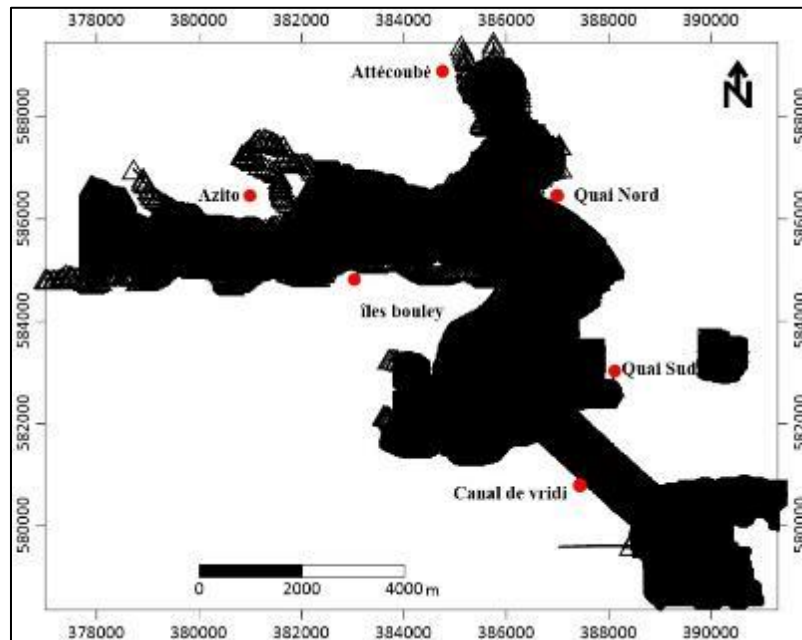 378000 380000 382000 384000 386000 388000 390000
588000 588000
Attécoubé
N
Azito
Quai Nord
586000 586000
îles bouley
584000 584000
Quai Sud
582000 582000
Canal de vridi
580000 580000
0 2000 4000 m
378000 380000 382000 384000 386000 388000 390000